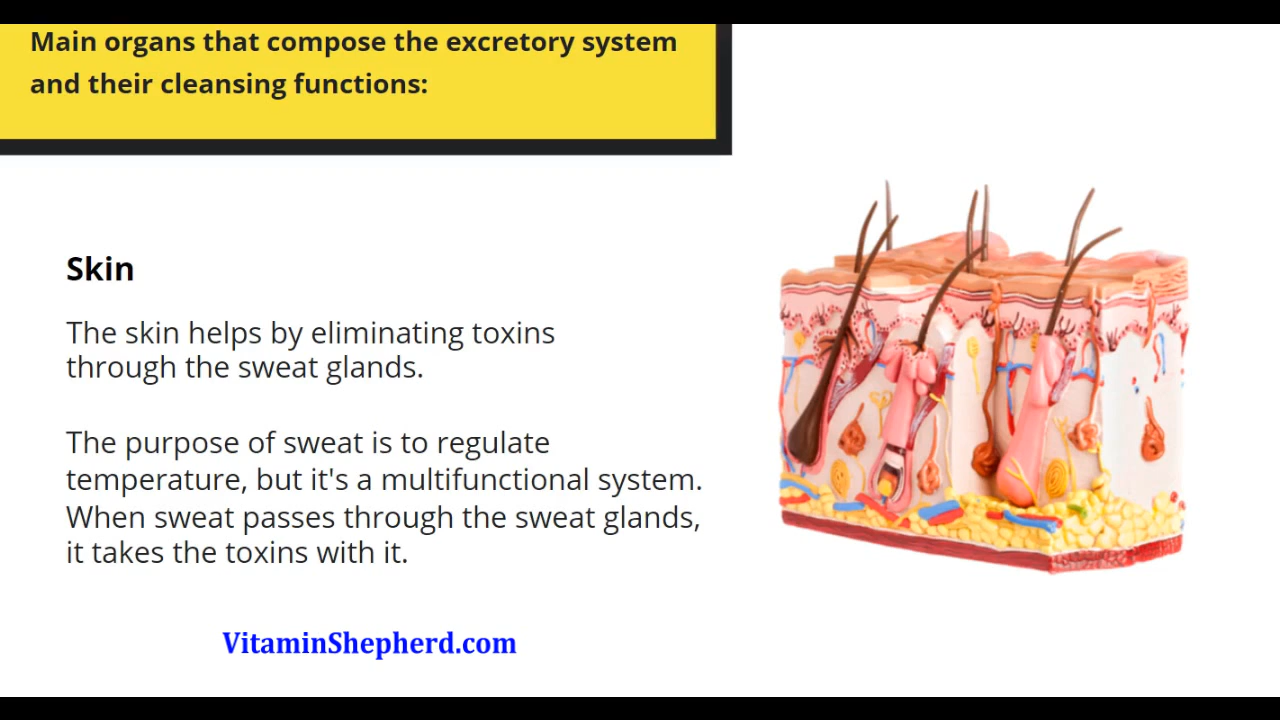 Main organs that compose the excretory system
and their cleansing functions:
Skin
The skin helps by eliminating toxins
through the sweat glands.
The purpose of sweat is to regulate
temperature, but it's a multifunctional system.
When sweat passes through the sweat glands,
it takes the toxins with it.
VitaminShepherd.com